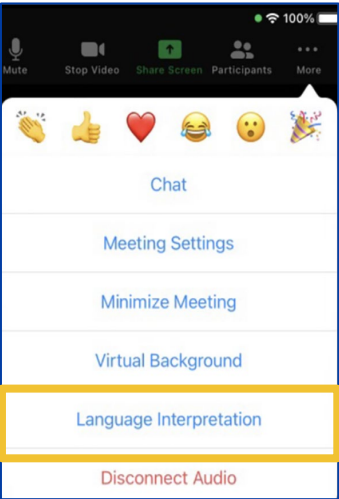 100%
Mute Stop Video Share Screen Participants More
Chat
Meeting Settings
Minimize Meeting
Virtual Background
Language Interpretation
Disconnect Audio